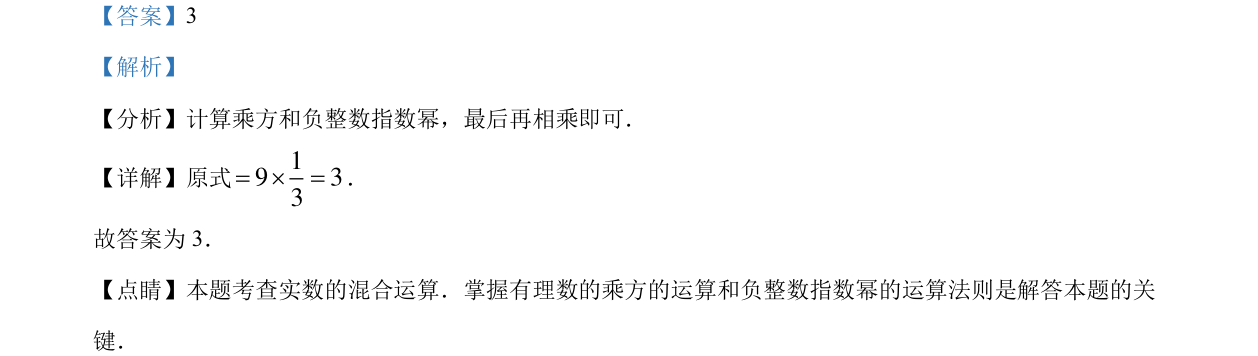 【答案】3
【解析】
【分析】计算乘方和负整数指数幂，最后再相乘即可．
【详解】原式＝9×1/3＝3．
故答案为 3．
【点睛】本题考查实数的混合运算．掌握有理数的乘方的运算和负整数指数幂的运算法则是解答本题的关
键．